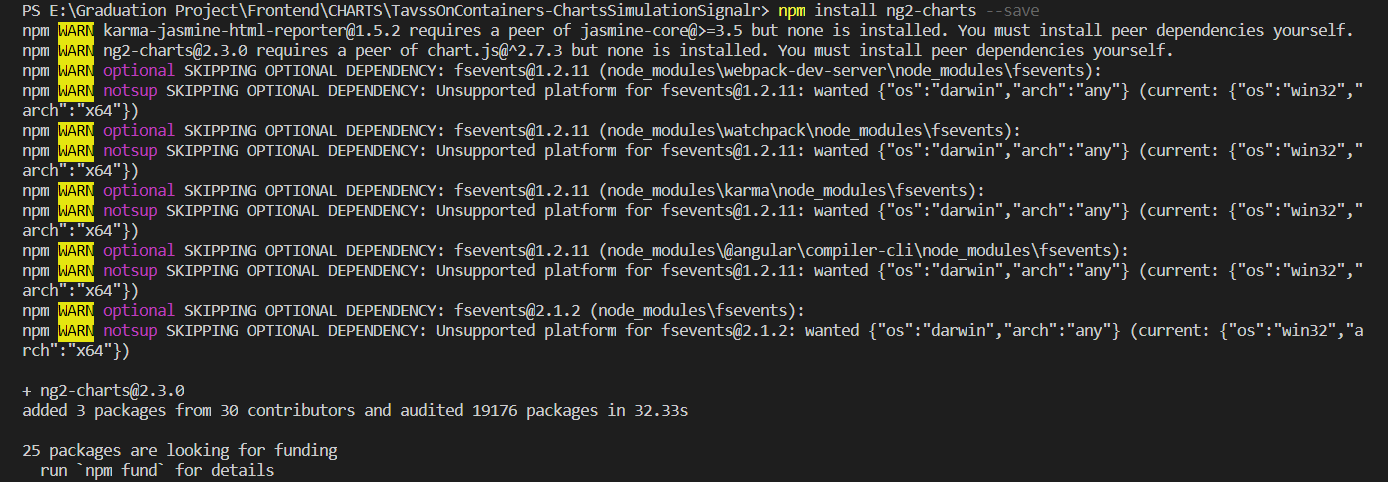 PS E:\Graduation Project\Frontend\CHARTS\TavssOnContainers-ChartsSimulationSignalr> npm install ng2-charts --save
npm WARN karma-jasmine-html-reporter@1.5.2 requires a peer of jasmine-core@>=3.5 but none is installed. You must install peer dependencies yourself.
npm WARN ng2-charts@2.3.0 requires a peer of chart.js@^2.7.3 but none is installed. You must install peer dependencies yourself.
npm WARN optional SKIPPING OPTIONAL DEPENDENCY: fsevents@1.2.11 (node_modules\webpack-dev-server\node_modules\fsevents):
npm WARN notsup SKIPPING OPTIONAL DEPENDENCY: Unsupported platform for fsevents@1.2.11: wanted {"os":"darwin","arch":"any"} (current: {"os":"win32","
arch":"x64"})
npm WARN optional SKIPPING OPTIONAL DEPENDENCY: fsevents@1.2.11 (node_modules\watchpack\node_modules\fsevents):
npm WARN notsup SKIPPING OPTIONAL DEPENDENCY: Unsupported platform for fsevents@1.2.11: wanted {"os":"darwin","arch":"any"} (current: {"os":"win32","
arch":"x64"})
npm WARN optional SKIPPING OPTIONAL DEPENDENCY: fsevents@1.2.11 (node_modules\karma\node_modules\fsevents):
npm WARN notsup SKIPPING OPTIONAL DEPENDENCY: Unsupported platform for fsevents@1.2.11: wanted {"os":"darwin","arch":"any"} (current: {"os":"win32","
arch":"x64"})
npm WARN optional SKIPPING OPTIONAL DEPENDENCY: fsevents@1.2.11 (node_modules\@angular\compiler-cli\node_modules\fsevents):
npm WARN notsup SKIPPING OPTIONAL DEPENDENCY: Unsupported platform for fsevents@1.2.11: wanted {"os":"darwin","arch":"any"} (current: {"os":"win32","
arch":"x64"})
npm WARN optional SKIPPING OPTIONAL DEPENDENCY: fsevents@2.1.2 (node_modules\fsevents):
npm WARN notsup SKIPPING OPTIONAL DEPENDENCY: Unsupported platform for fsevents@2.1.2: wanted {"os":"darwin","arch":"any"} (current: {"os":"win32","a
rch":"x64"})
+ ng2-charts@2.3.0
added 3 packages from 30 contributors and audited 19176 packages in 32.33s
25 packages are looking for funding
run `npm fund` for details